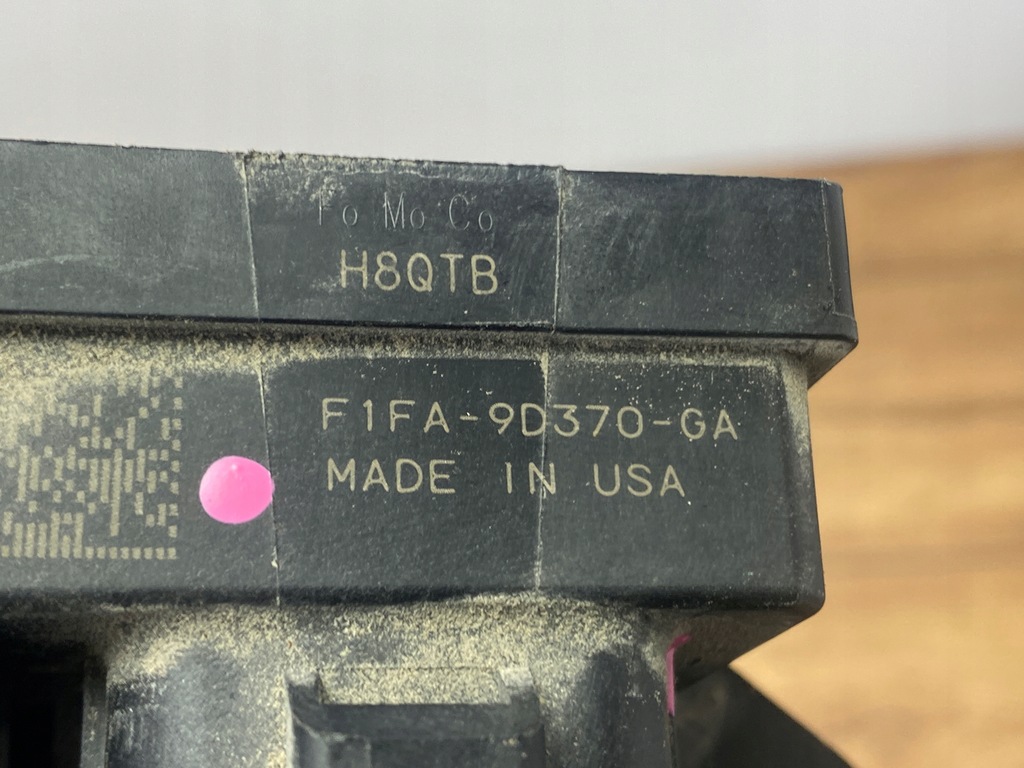 Fo Mo Co
H8QTB
F1FA-9D370-GA
MADE IN USA